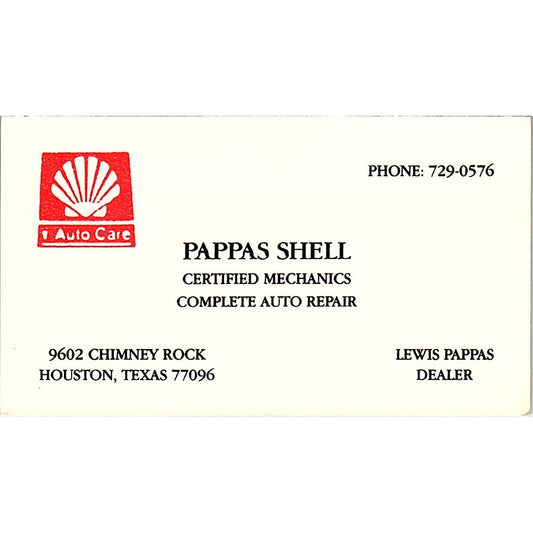 PHONE: 729-0576
Auto Care
PAPPAS SHELL
CERTIFIED MECHANICS
COMPLETE AUTO REPAIR
9602 CHIMNEY ROCK
HOUSTON, TEXAS 77096
LEWIS PAPPAS
DEALER